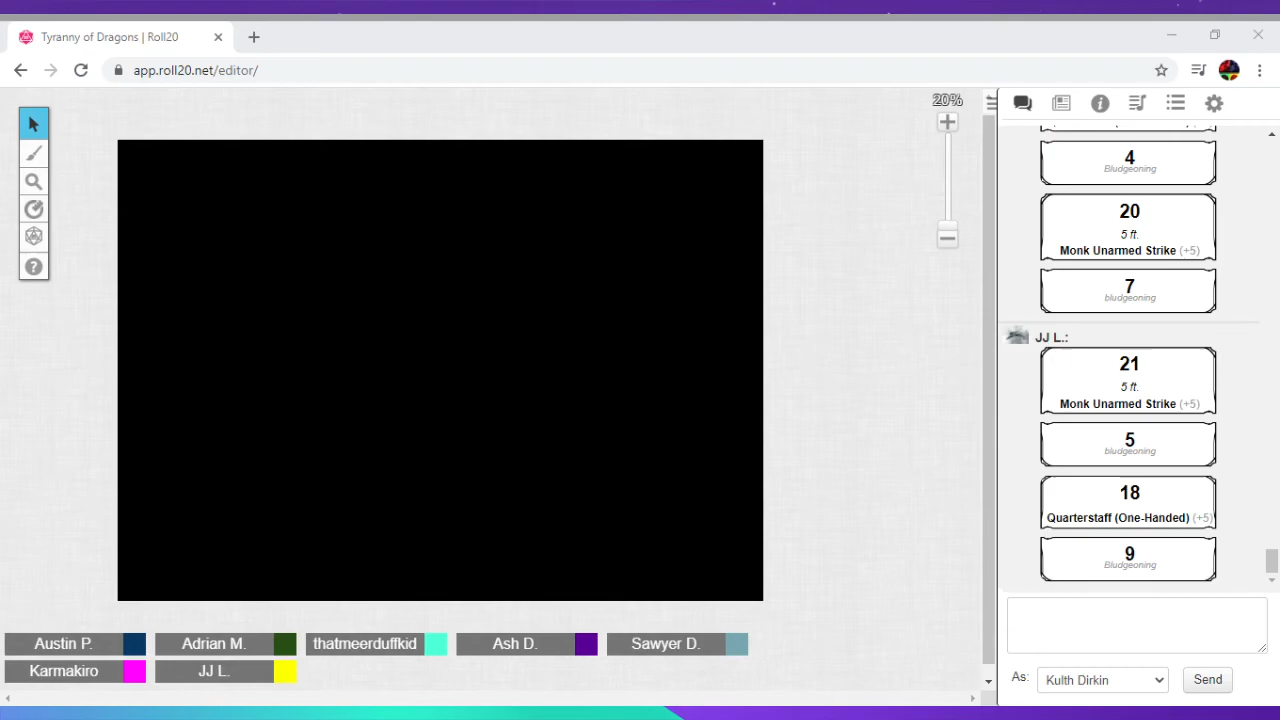 Tyranny of Dragons | Roll20
app.roll20.net/editor/
20%
4
Bludgeoning
20
5 ft.
Monk Unarmed Strike (+5)
7
bludgeoning
JJ L.:
21
5 ft.
Monk Unarmed Strike (+5)
5
bludgeoning
18
Quarterstaff (One-Handed) (+5)
9
Bludgeoning
Austin P.
Adrian M.
thatmeerduffkid
Ash D.
Sawyer D.
Karmakiro
JJ L.
As:
Kulth Dirkin
Send